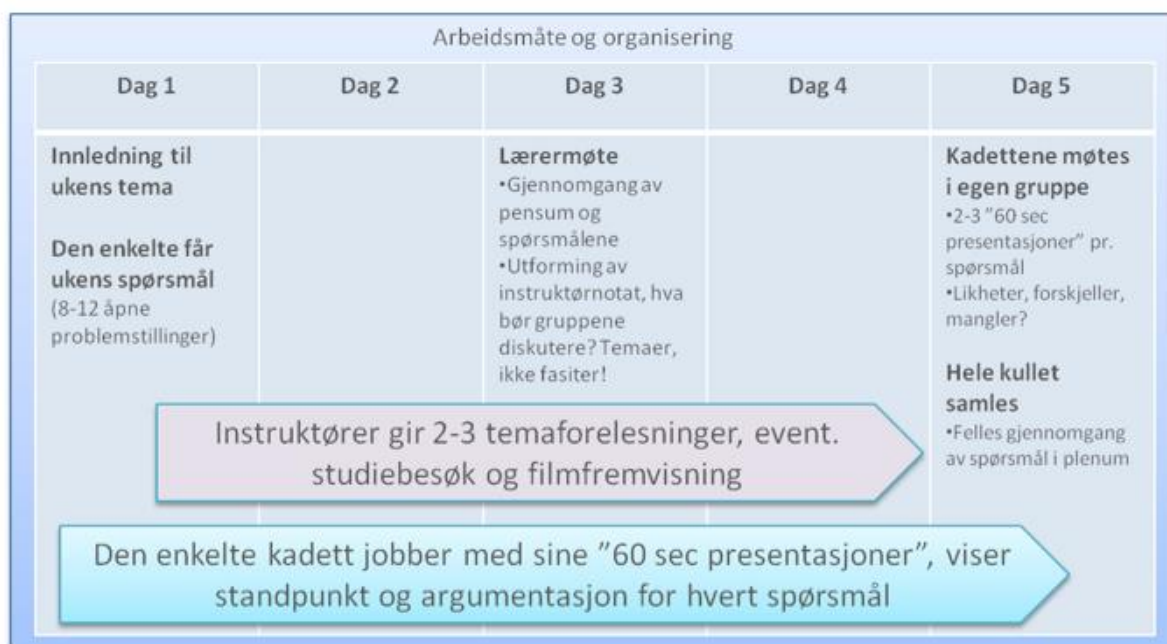 Arbeidsmåte og organisering
Dag 1
Dag 2
Dag 3
Dag 4
Dag 5
Innledning til
ukens tema
Den enkelte får
ukens spørsmål
(8-12 åpne
problemstillinger)
Lærermøte
•Gjennomgang av
pensum og
spørsmålene
•Utforming av
instruktørnotat, hva
bør gruppene
diskutere? Temaer,
ikke fasiter!
Kadettene møtes
i egen gruppe
•2-3 ”60 sec
presentasjoner” pr.
spørsmål
•Likheter, forskjeller,
mangler?
Hele kullet
samles
•Felles gjennomgang
av spørsmål i plenum
Instruktører gir 2-3 temaforelesninger, event.
studiebesøk og filmfremvisning
Den enkelte kadett jobber med sine ”60 sec presentasjoner”, viser
standpunkt og argumentasjon for hvert spørsmål